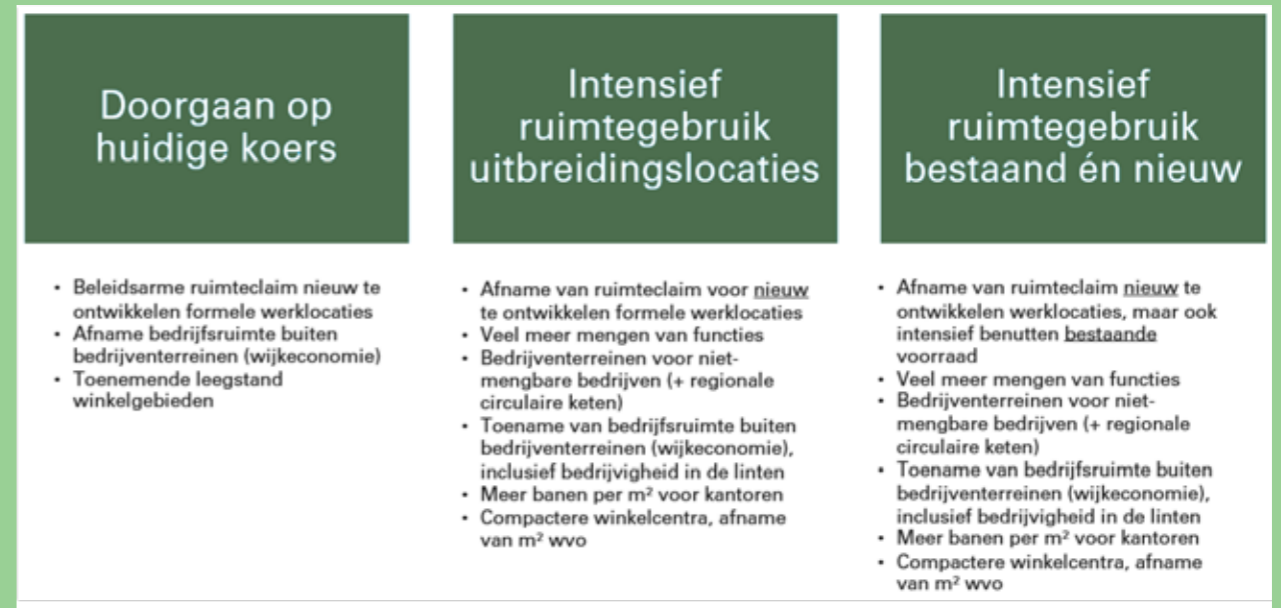 Doorgaan op
huidige koers
• Beleidsarme ruimteclaim nieuw te
ontwikkelen formele werklocaties
• Afname bedrijfsruimte buiten
bedrijventerreinen (wijkeconomie)
• Toenemende leegstand
winkelgebieden
Intensief
ruimtegebruik
uitbreidingslocaties
• Afname van ruimteclaim voor nieuw
te ontwikkelen formele werklocaties
• Veel meer mengen van functies
• Bedrijventerreinen voor niet-
mengbare bedrijven (+ regionale
circulaire keten)
• Toename van bedrijfsruimte buiten
bedrijventerreinen (wijkeconomie),
inclusief bedrijvigheid in de linten
• Meer banen per m² voor kantoren
• Compactere winkelcentra, afname
van m² wvo
Intensief
ruimtegebruik
bestaand én nieuw
• Afname van ruimteclaim nieuw te
ontwikkelen werklocaties, maar ook
intensief benutten bestaande
voorraad
• Veel meer mengen van functies
• Bedrijventerreinen voor niet-
mengbare bedrijven (+ regionale
circulaire keten)
• Toename van bedrijfsruimte buiten
bedrijventerreinen (wijkeconomie),
inclusief bedrijvigheid in de linten
• Meer banen per m² voor kantoren
• Compactere winkelcentra, afname
van m² wvo